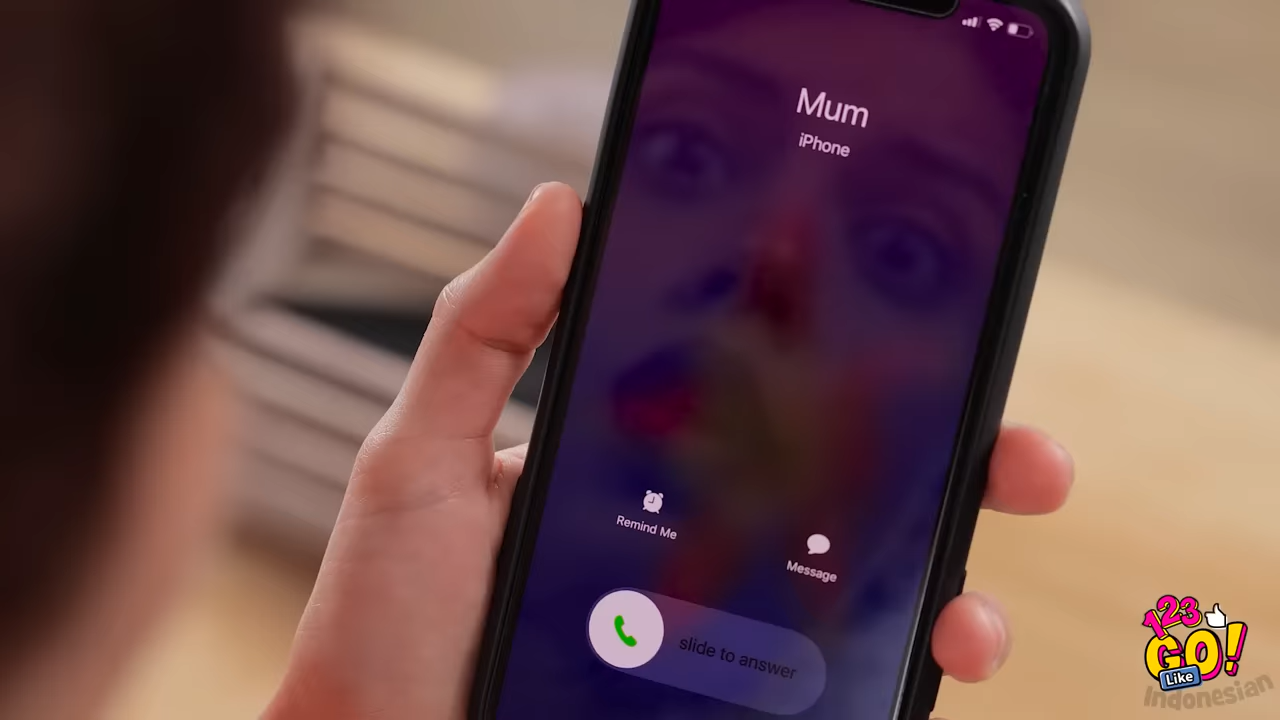 Mum
iPhone
Remind Me
Message
slide to answer
123
GO!
Like
Indonesian